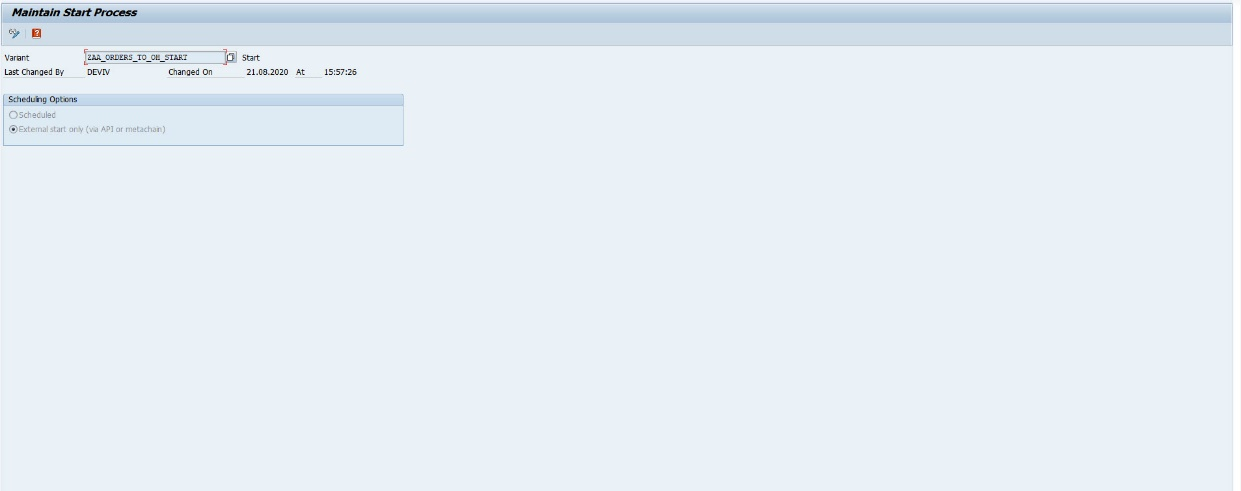 Maintain Start Process
Variant ZAA_ORDERS_TO_OH_START Start
Last Changed By DEVIV Changed On 21.08.2020 At 15:57:26
Scheduling Options
Scheduled
External start only (via API or metachain)